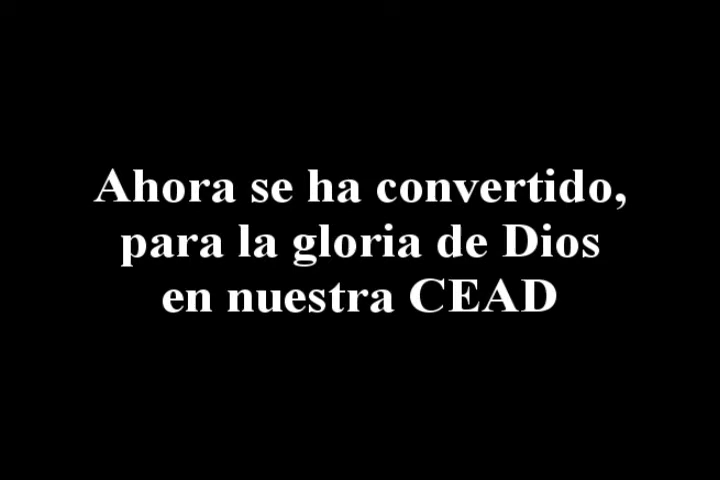 Ahora se ha convertido,
para la gloria de Dios
en nuestra CEAD